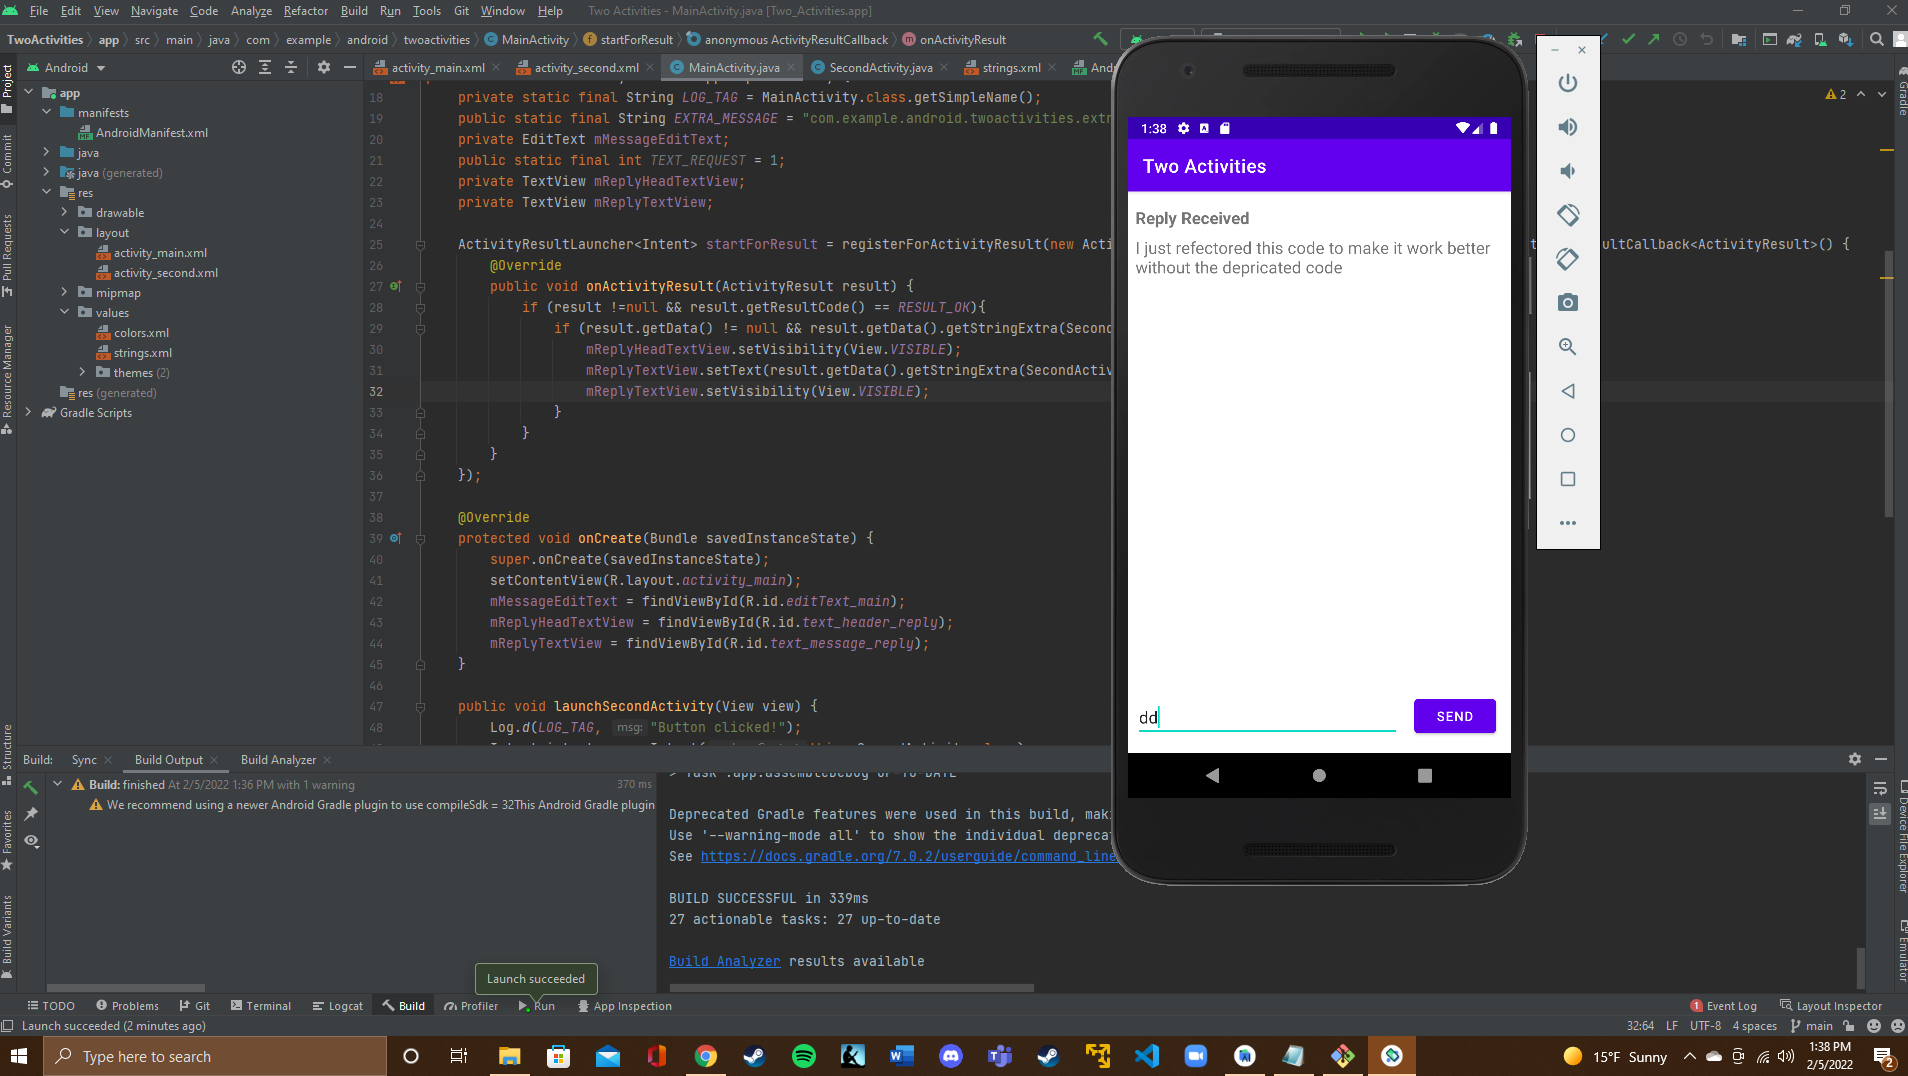 File Edit View Navigate Code Analyze Refactor Build Run Tools Git Window Help Two Activities - MainActivity.java [Two_Activities.app]
TwoActivities app src main java com example android twoactivities MainActivity startForResult anonymous ActivityResultCallback onActivityResult
Android activity_main.xml activity_second.xml MainActivity.java SecondActivity.java strings.xml
app
manifests
AndroidManifest.xml
java
java (generated)
res
drawable
layout
activity_main.xml
activity_second.xml
mipmap
values
colors.xml
strings.xml
themes (2)
res (generated)
Gradle Scripts
Project
Commit
Pull Requests
Resource Manager
Structure
Favorites
Build Variants
18 private static final String LOG_TAG = MainActivity.class.getSimpleName();
19 public static final String EXTRA_MESSAGE = "com.example.android.twoactivities.extr
20 private EditText mMessageEditText;
21 public static final int TEXT_REQUEST = 1;
22 private TextView mReplyHeadTextView;
23 private TextView mReplyTextView;
24
25 ActivityResultLauncher<Intent> startForResult = registerForActivityResult(new Acti sultCallback<ActivityResult>() {
26 @Override
27 public void onActivityResult(ActivityResult result) {
28 if (result !=null && result.getResultCode() == RESULT_OK){
29 if (result.getData() != null && result.getData().getStringExtra(Second
30 mReplyHeadTextView.setVisibility(View.VISIBLE);
31 mReplyTextView.setText(result.getData().getStringExtra(SecondActiv
32 mReplyTextView.setVisibility(View.VISIBLE);
33 }
34 }
35 }
36 });
37
38 @Override
39 protected void onCreate(Bundle savedInstanceState) {
40 super.onCreate(savedInstanceState);
41 setContentView(R.layout.activity_main);
42 mMessageEditText = findViewById(R.id.editText_main);
43 mReplyHeadTextView = findViewById(R.id.text_header_reply);
44 mReplyTextView = findViewById(R.id.text_message_reply);
45 }
46
47 public void launchSecondActivity(View view) {
48 Log.d(LOG_TAG, msg: "Button clicked!");
2
1:38
Two Activities
Reply Received
I just refectored this code to make it work better
without the depricated code
dd
SEND
Gradle
Device File Explorer
Emulator
Build: Sync Build Output Build Analyzer
Build: finished At 2/5/2022 1:36 PM with 1 warning 370 ms
We recommend using a newer Android Gradle plugin to use compileSdk = 32This Android Gradle plugin
> Task :app:assembleDebug UP-TO-DATE
Deprecated Gradle features were used in this build, maki
Use '--warning-mode all' to show the individual deprecat
See https://docs.gradle.org/7.0.2/userguide/command_line
BUILD SUCCESSFUL in 339ms
27 actionable tasks: 27 up-to-date
Build Analyzer results available
Launch succeeded
TODO Problems Git Terminal Logcat Build Profiler Run App Inspection 1 Event Log Layout Inspector
Launch succeeded (2 minutes ago) 32:64 LF UTF-8 4 spaces main
Type here to search
15°F Sunny
1:38 PM
2/5/2022
2